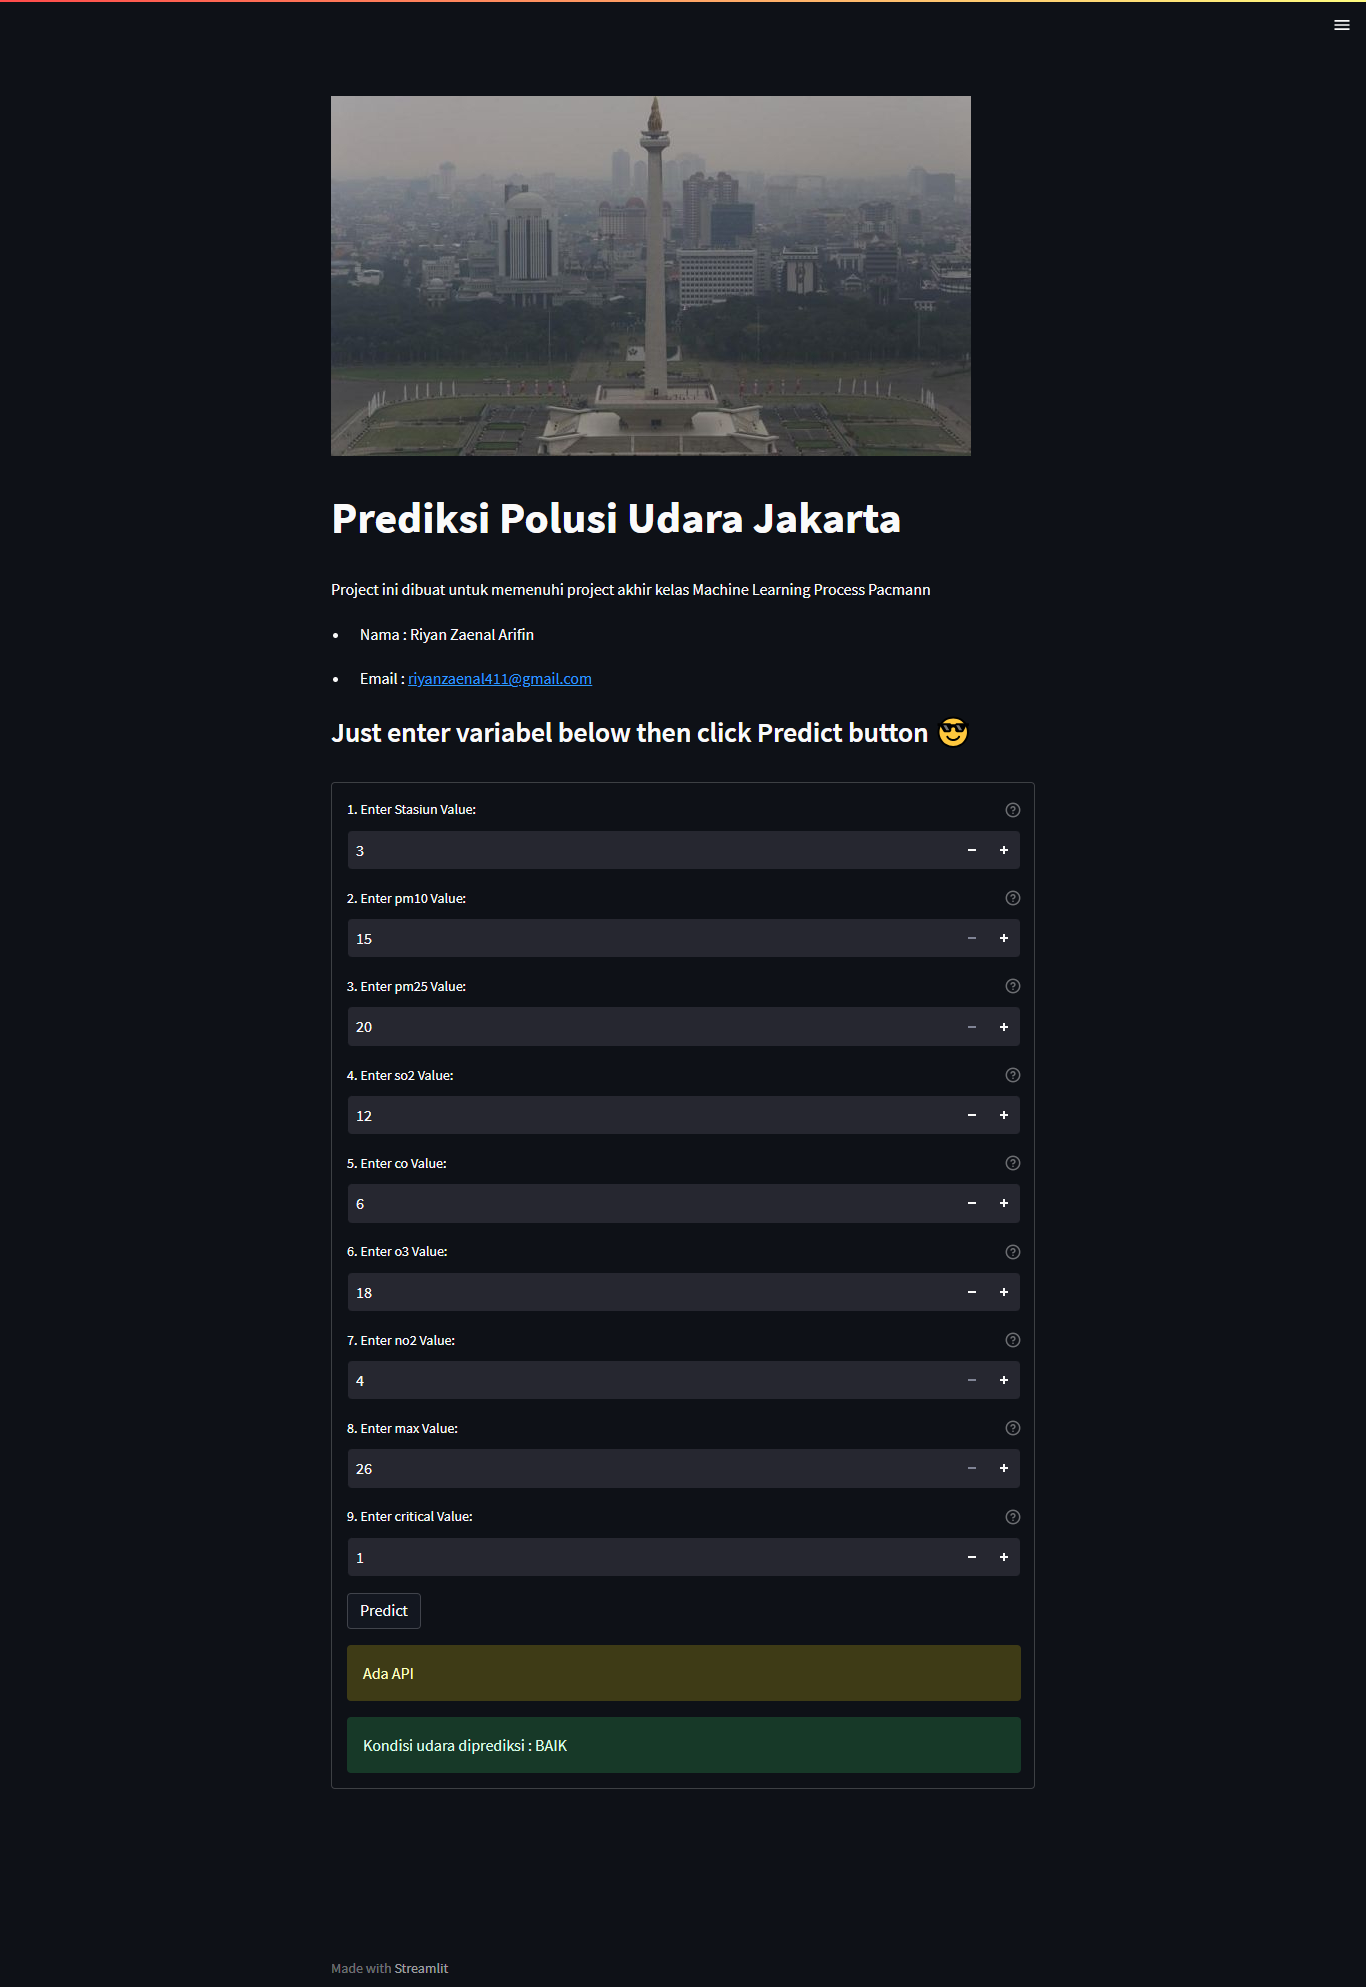 Prediksi Polusi Udara Jakarta
Project ini dibuat untuk memenuhi project akhir kelas Machine Learning Process Pacmann
• Nama : Riyan Zaenal Arifin
• Email : riyanzaenal411@gmail.com
Just enter variabel below then click Predict button 😎
1. Enter Stasiun Value:
3
2. Enter pm10 Value:
15
3. Enter pm25 Value:
20
4. Enter so2 Value:
12
5. Enter co Value:
6
6. Enter o3 Value:
18
7. Enter no2 Value:
4
8. Enter max Value:
26
9. Enter critical Value:
1
Predict
Ada API
Kondisi udara diprediksi : BAIK
Made with Streamlit